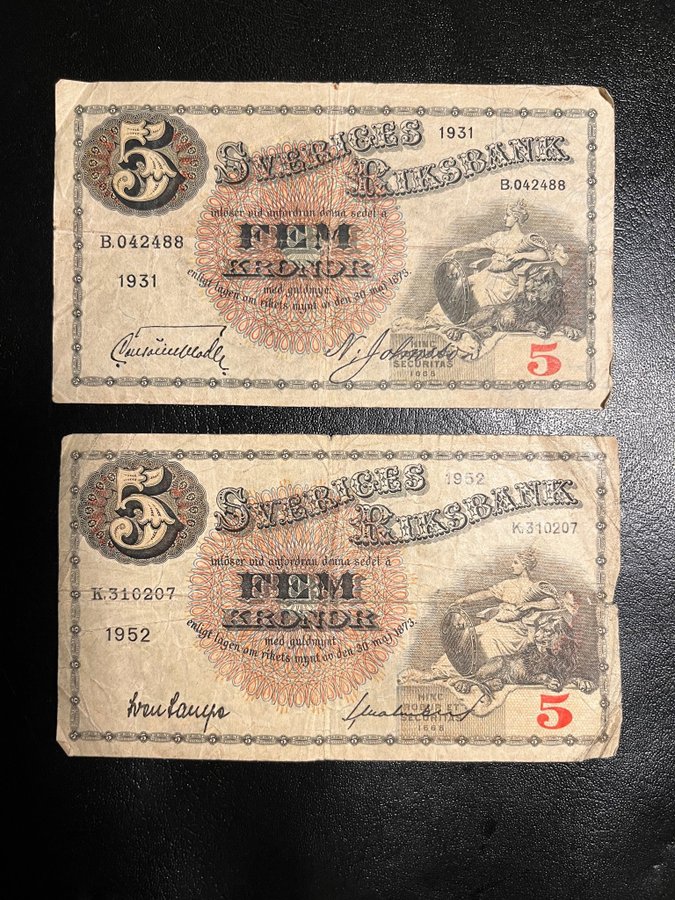 5
SVERIGES
1931
RIKSBANK
B.042488
inlöser vid anfordran denna sedel å
FEM
B.042488
KRONOR
1931
med guldmynt
enligt lagen om rikets mynt av den 30 maj 1873.
HINC
SECURITAS
1668
5
5
SVERIGES
1952
RIKSBANK
K.310207
inlöser vid anfordran denna sedel å
FEM
K.310207
KRONOR
1952
med guldmynt
enligt lagen om rikets mynt av den 30 maj 1873.
HINC
ROBUR ET
SECURITAS
1668
5